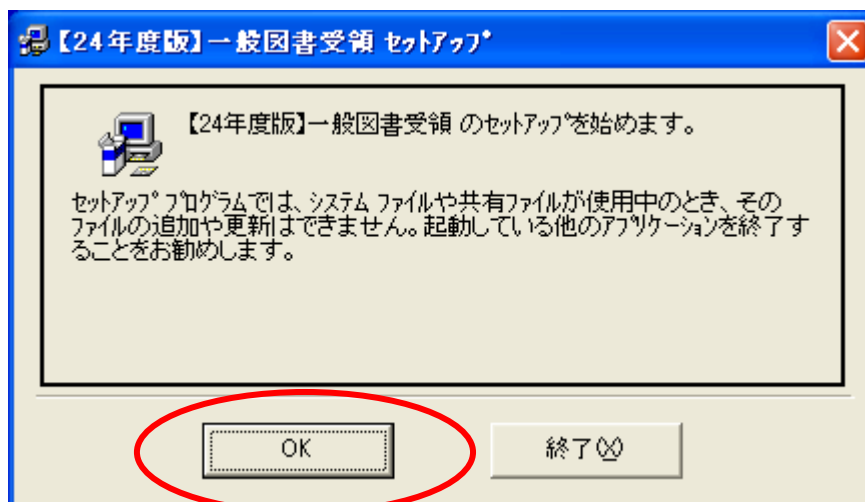 【24年度版】一般図書受領 ｾｯﾄｱｯﾌﾟ
【24年度版】一般図書受領 のｾｯﾄｱｯﾌﾟを始めます。
ｾｯﾄｱｯﾌﾟ ﾌﾟﾛｸﾞﾗﾑでは、ｼｽﾃﾑ ﾌｧｲﾙや共有ﾌｧｲﾙが使用中のとき、その
ﾌｧｲﾙの追加や更新はできません。起動している他のｱﾌﾟﾘｹｰｼｮﾝを終了す
ることをお勧めします。
OK
終了(X)